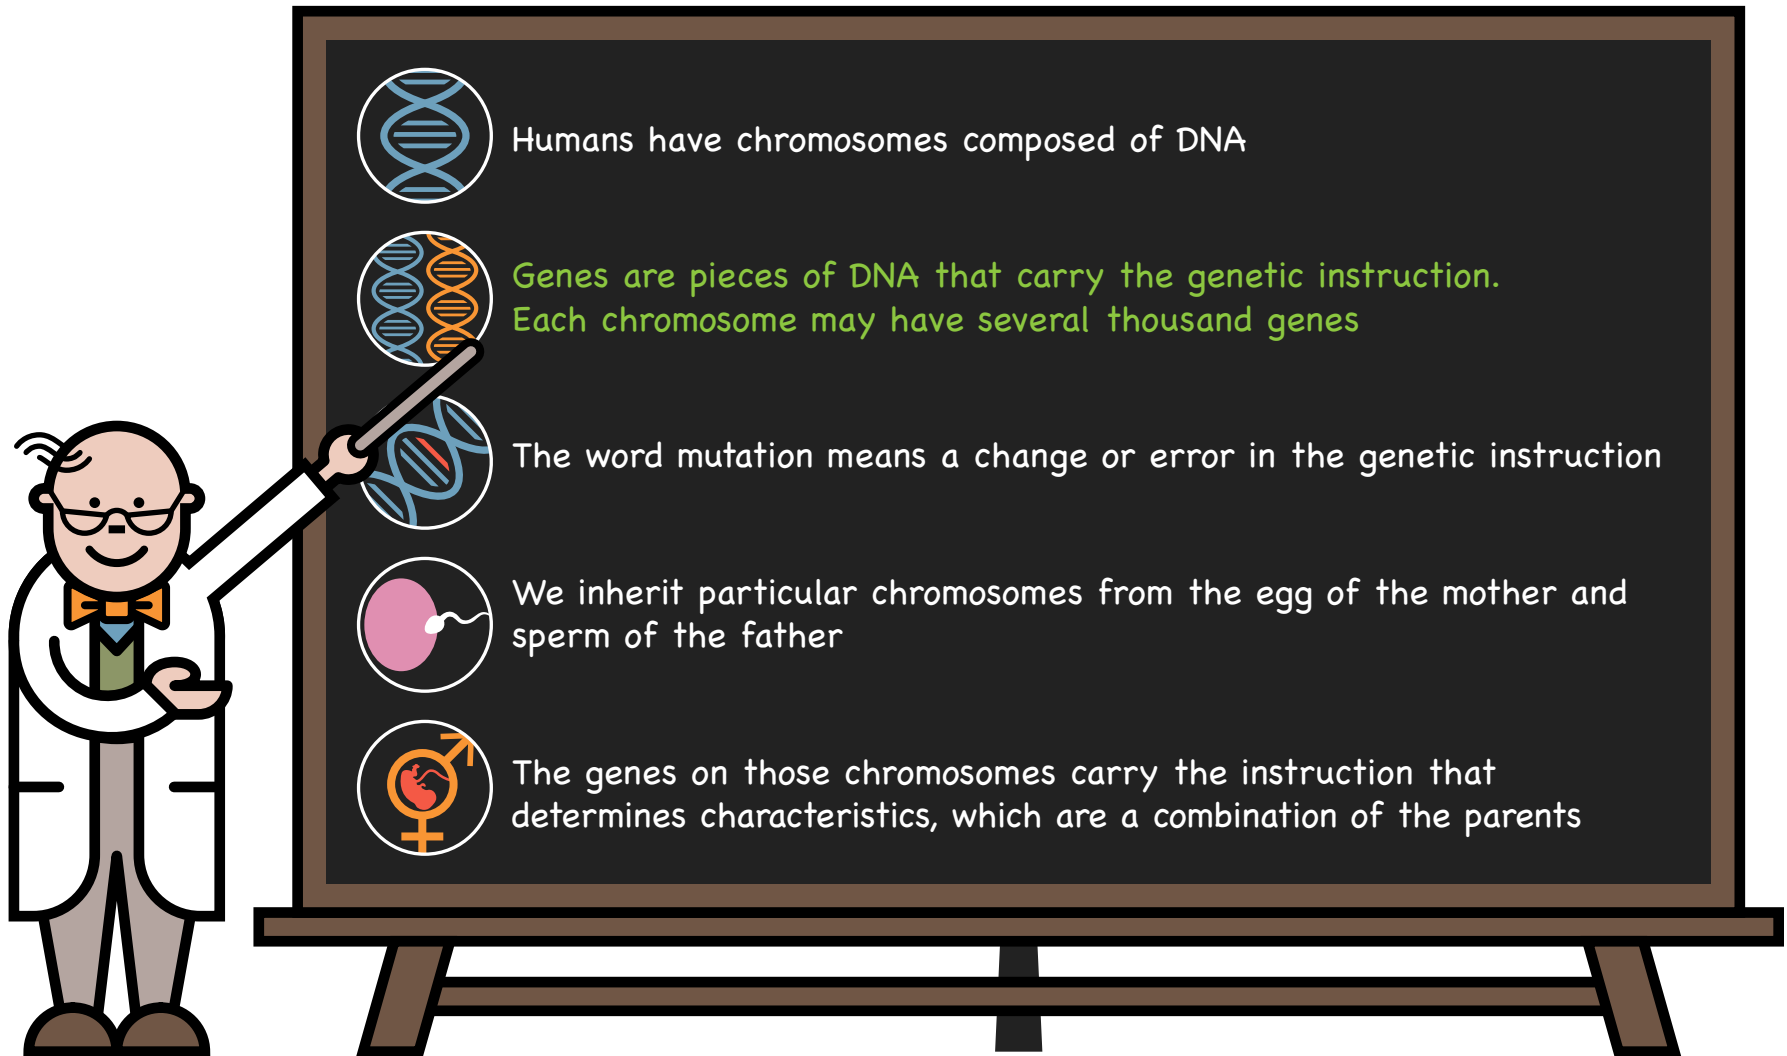 Humans have chromosomes composed of DNA
Genes are pieces of DNA that carry the genetic instruction.
Each chromosome may have several thousand genes
The word mutation means a change or error in the genetic instruction
We inherit particular chromosomes from the egg of the mother and
sperm of the father
The genes on those chromosomes carry the instruction that
determines characteristics, which are a combination of the parents